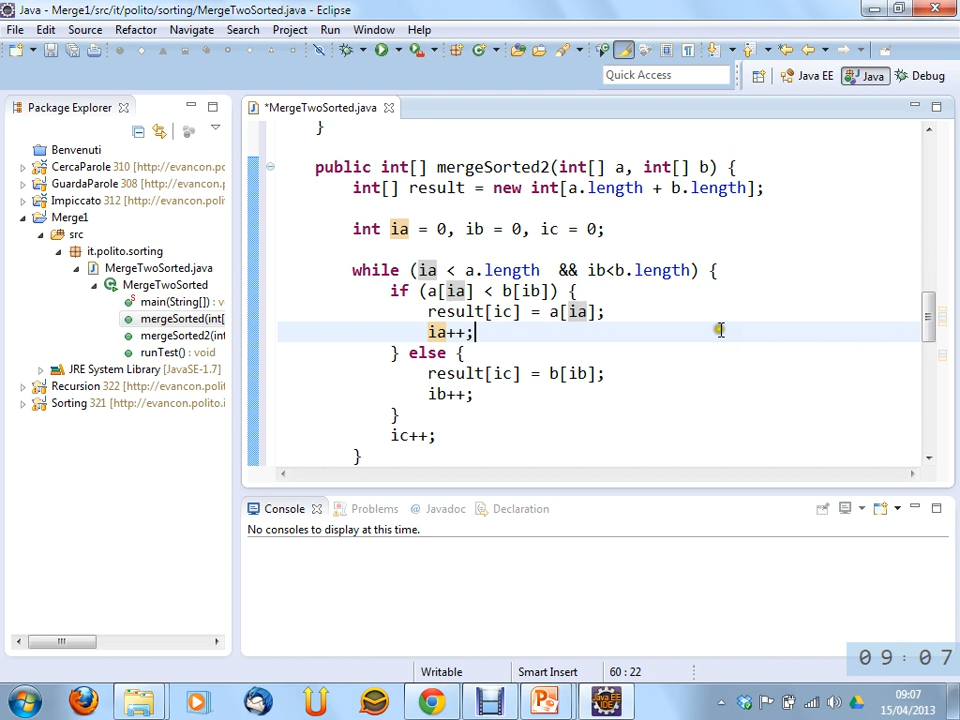 Java - Merge1/src/it/polito/sorting/MergeTwoSorted.java - Eclipse
File Edit Source Refactor Navigate Search Project Run Window Help
Quick Access
Java EE Java Debug
Package Explorer
*MergeTwoSorted.java
Benvenuti
CercaParole 310 [http://evancon.polito
GuardaParole 308 [http://evancon.polit
Impiccato 312 [http://evancon.polito.it
Merge1
src
it.polito.sorting
MergeTwoSorted.java
MergeTwoSorted
main(String[]) : v
mergeSorted(int[
mergeSorted2(int
runTest() : void
JRE System Library [JavaSE-1.7]
Recursion 322 [http://evancon.polito.it
Sorting 321 [http://evancon.polito.i
}
public int[] mergeSorted2(int[] a, int[] b) {
int[] result = new int[a.length + b.length];
int ia = 0, ib = 0, ic = 0;
while (ia < a.length  && ib<b.length) {
if (a[ia] < b[ib]) {
result[ic] = a[ia];
ia++;
} else {
result[ic] = b[ib];
ib++;
}
ic++;
}
Console Problems @ Javadoc Declaration
No consoles to display at this time.
Writable Smart Insert 60 : 22
09:07
09:07
15/04/2013